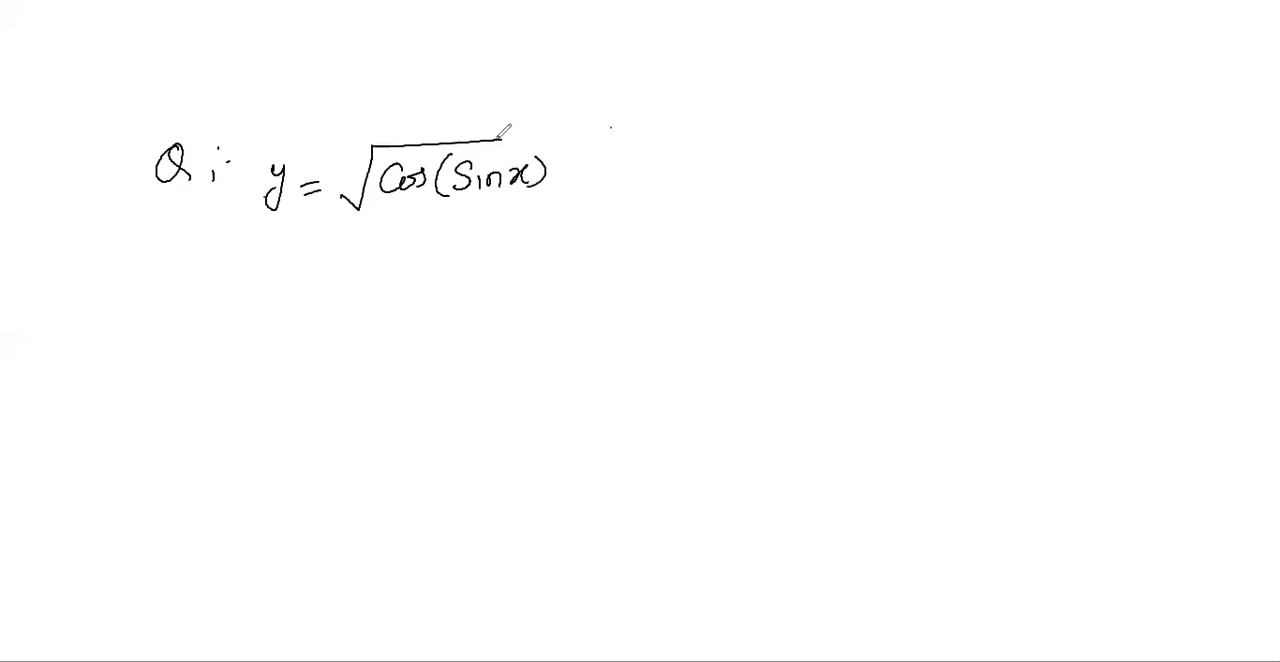 Q :- y = √Cos(Sinx)